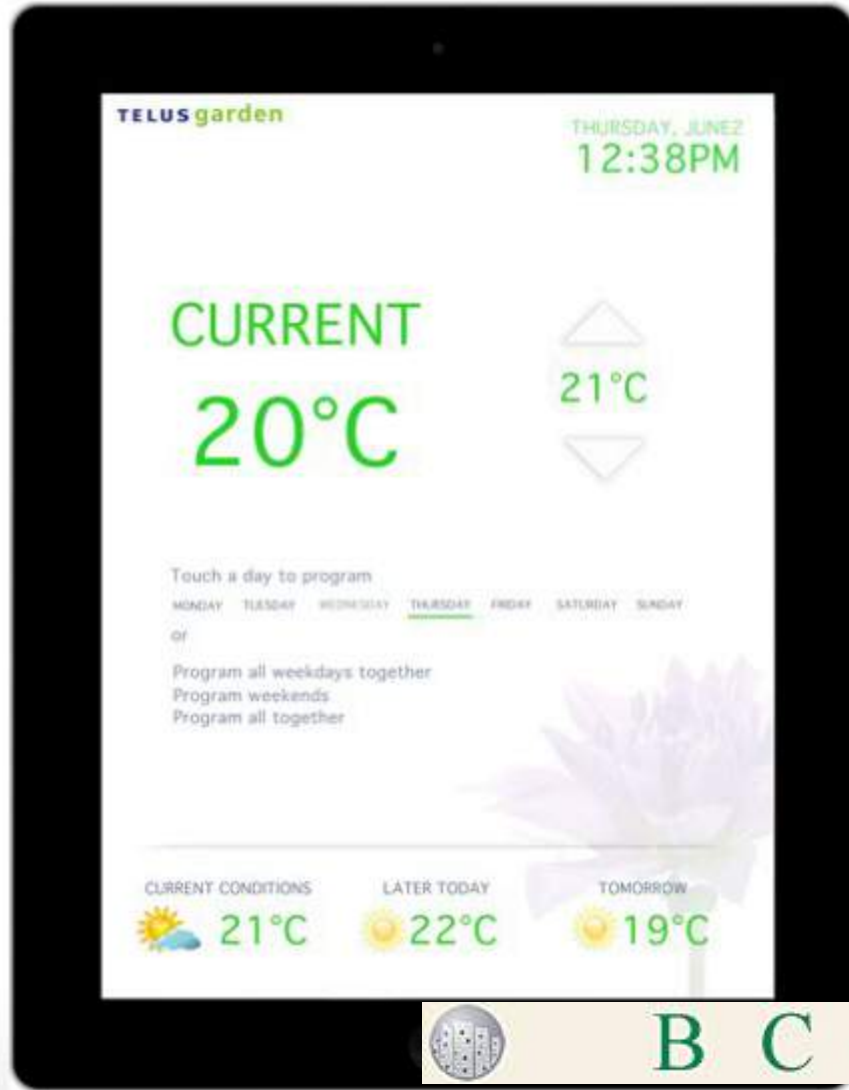 TELUS garden
THURSDAY, JUNE2
12:38PM
CURRENT
20°C
21°C
Touch a day to program
MONDAY TUESDAY WEDNESDAY THURSDAY FRIDAY SATURDAY SUNDAY
or
Program all weekdays together
Program weekends
Program all together
CURRENT CONDITIONS LATER TODAY TOMORROW
21°C 22°C 19°C
B C